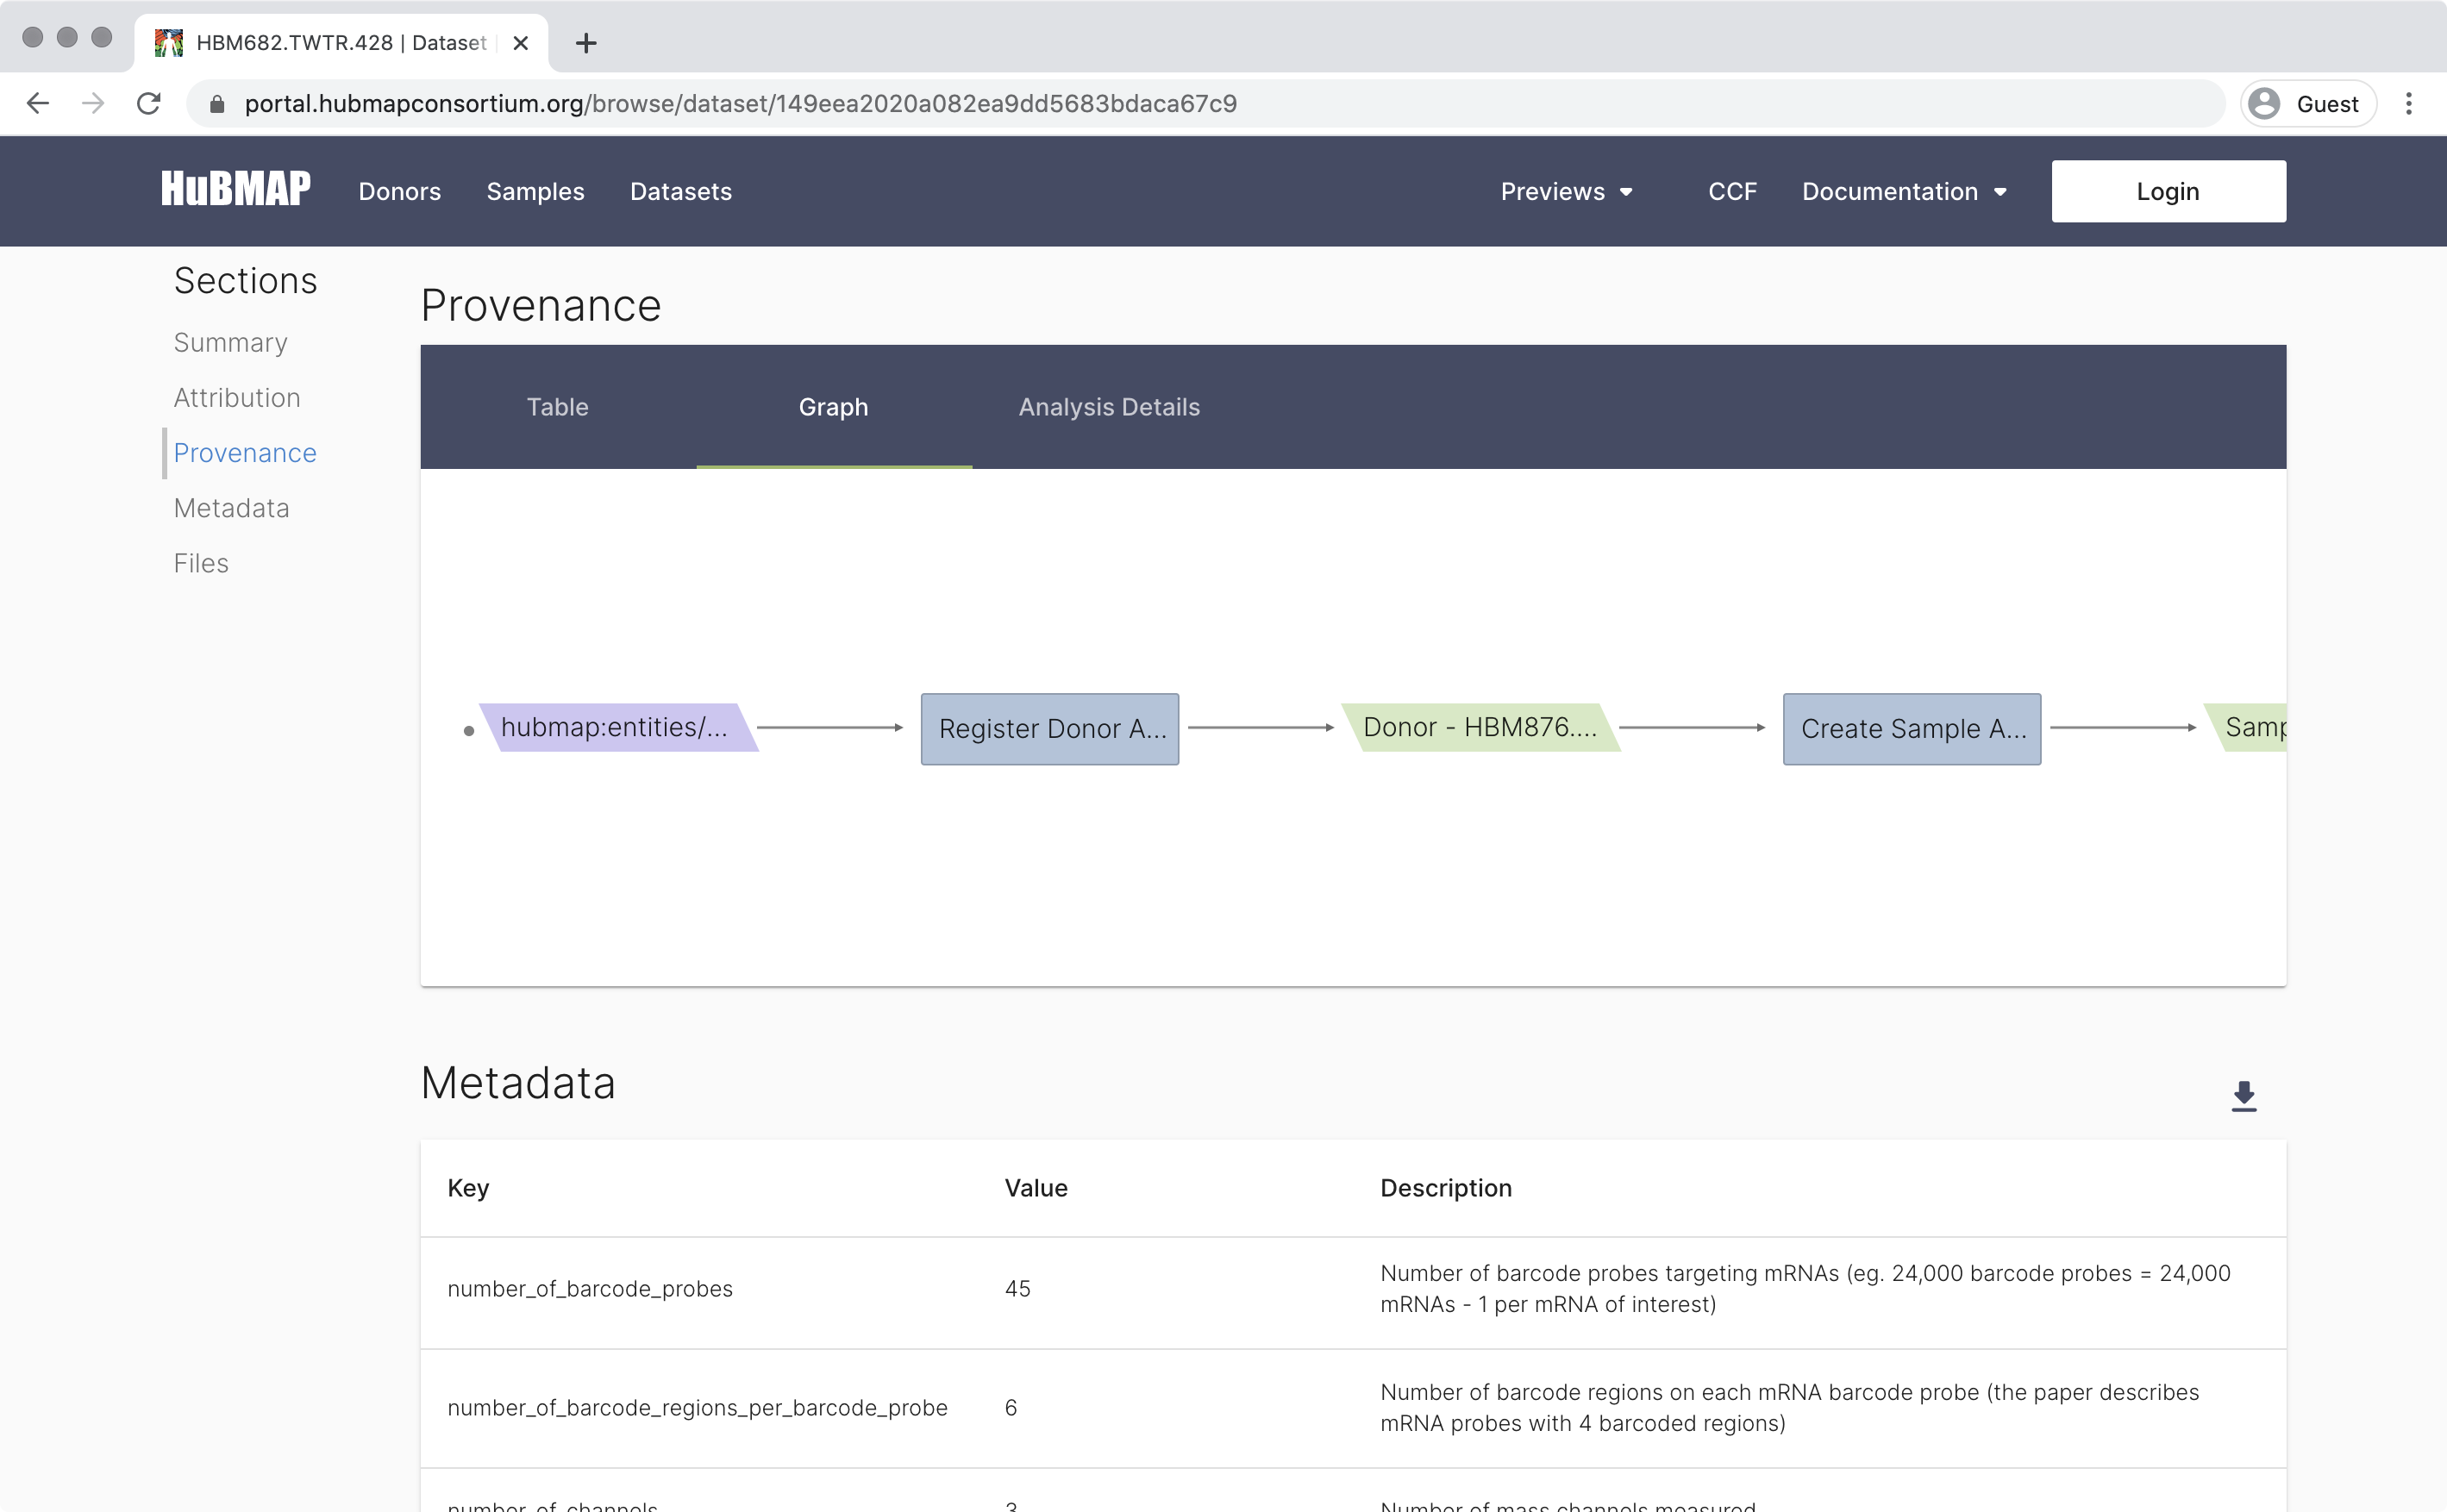 HBM682.TWTR.428 | Dataset
portal.hubmapconsortium.org/browse/dataset/149eea2020a082ea9dd5683bdaca67c9
Guest
HuBMAP Donors Samples Datasets Previews CCF Documentation Login
Sections
Summary
Attribution
Provenance
Metadata
Files
Provenance
Table Graph Analysis Details
hubmap:entities/... Register Donor A... Donor - HBM876.... Create Sample A... Samp
Metadata
Key Value Description
number_of_barcode_probes 45 Number of barcode probes targeting mRNAs (eg. 24,000 barcode probes = 24,000
mRNAs - 1 per mRNA of interest)
number_of_barcode_regions_per_barcode_probe 6 Number of barcode regions on each mRNA barcode probe (the paper describes
mRNA probes with 4 barcoded regions)
number_of_channels 3 Number of mass channels measured